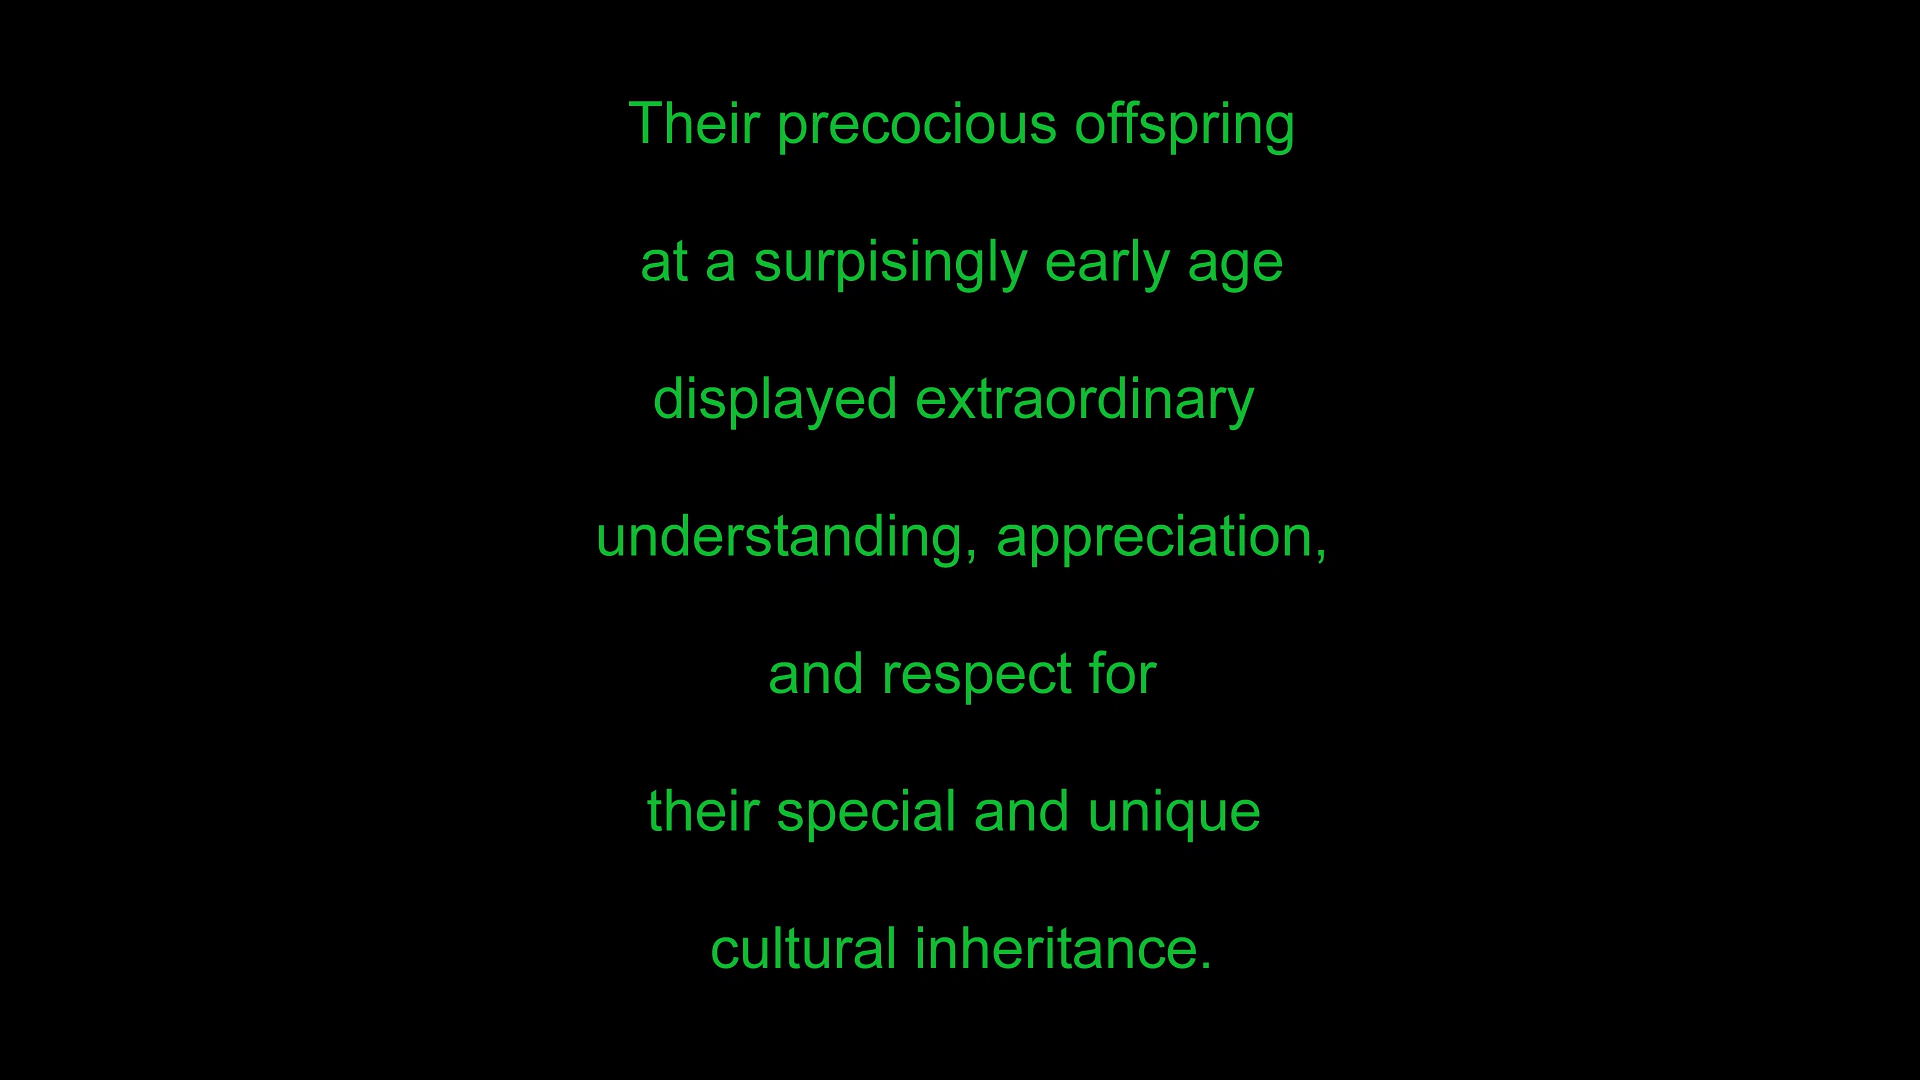 Their precocious offspring
at a surpisingly early age
displayed extraordinary
understanding, appreciation,
and respect for
their special and unique
cultural inheritance.